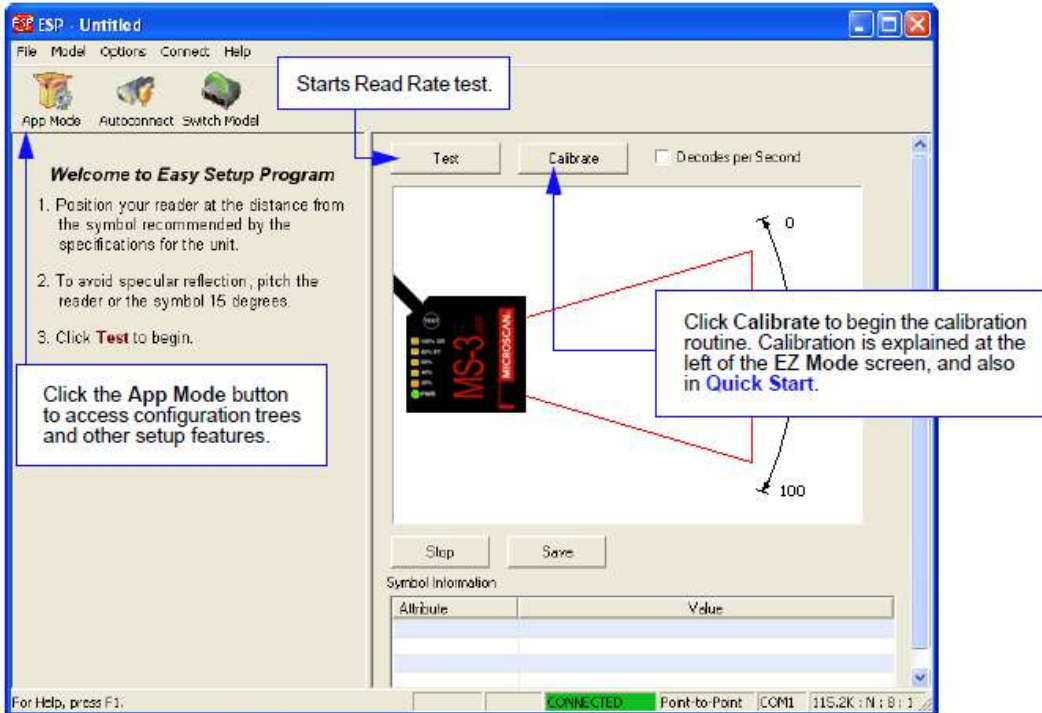 ESP - Untitled
File Model Options Connect Help
App Mode Autoconnect Switch Model
Starts Read Rate test.
Welcome to Easy Setup Program
1. Position your reader at the distance from
the symbol recommended by the
specifications for the unit.
2. To avoid specular reflection, pitch the
reader or the symbol 15 degrees.
3. Click Test to begin.
Click the App Mode button
to access configuration trees
and other setup features.
Test Calibrate Decodes per Second
0
MS-3
MICROSCAN.
Click Calibrate to begin the calibration
routine. Calibration is explained at the
left of the EZ Mode screen, and also
in Quick Start.
100
Stop Save
Symbol Information
Attribute Value
For Help, press F1. CONNECTED Point-to-Point COM1 115.2K : N : 8 : 1